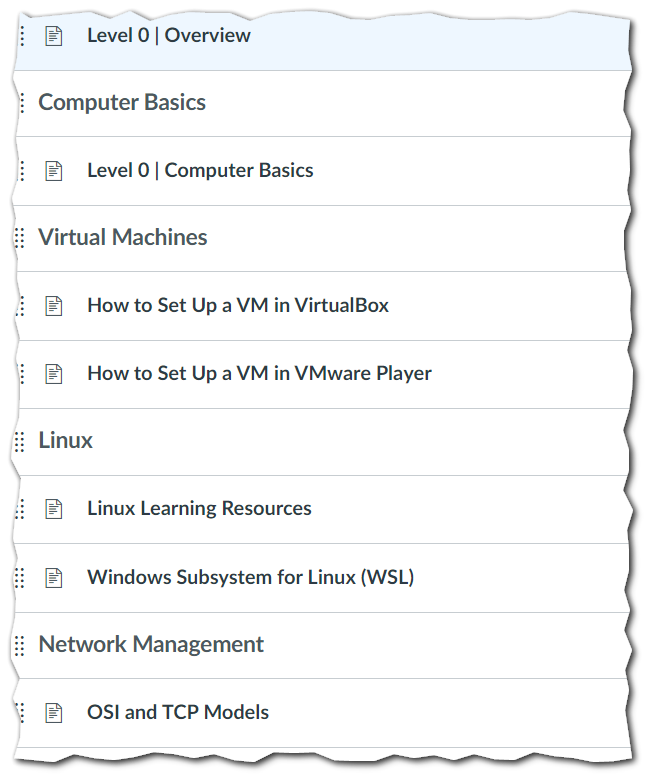 Level 0 | Overview
Computer Basics
Level 0 | Computer Basics
Virtual Machines
How to Set Up a VM in VirtualBox
How to Set Up a VM in VMware Player
Linux
Linux Learning Resources
Windows Subsystem for Linux (WSL)
Network Management
OSI and TCP Models